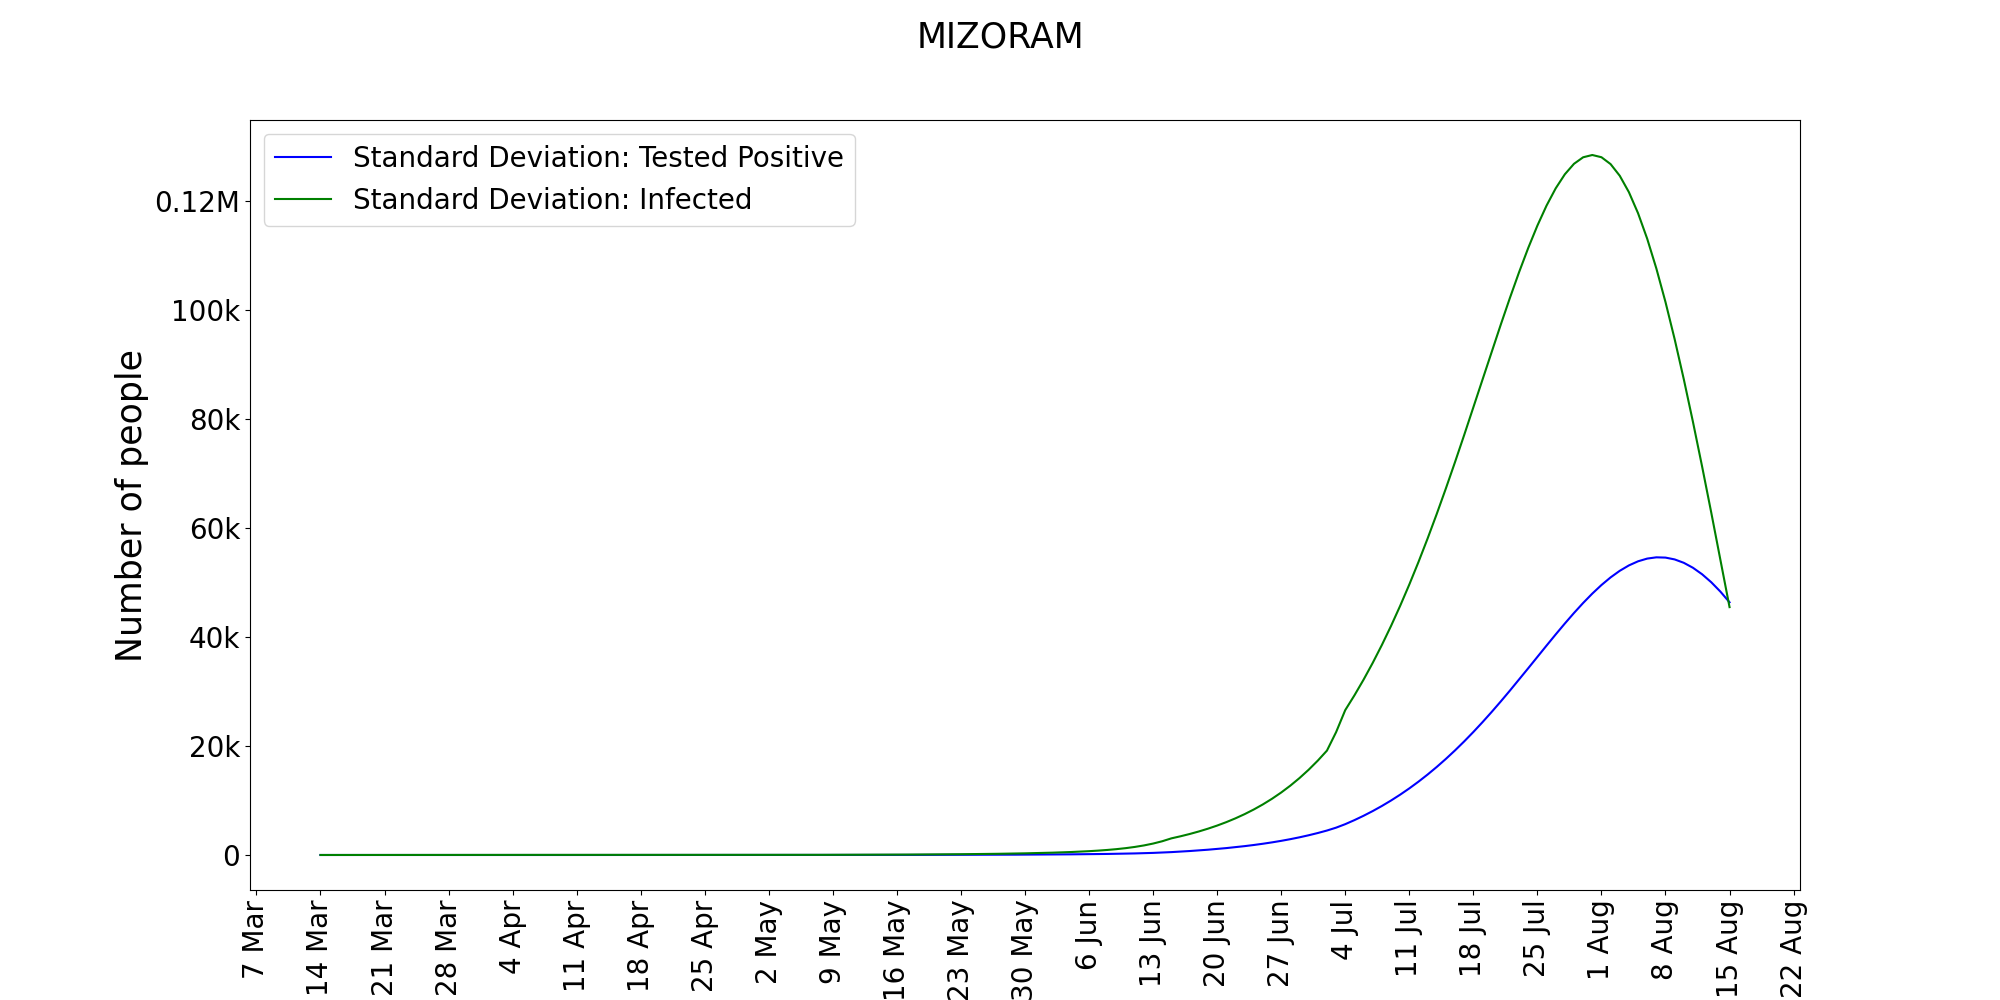 MIZORAM
Standard Deviation: Tested Positive
Standard Deviation: Infected
Number of people
0.12M
100k
80k
60k
40k
20k
0
7 Mar
14 Mar
21 Mar
28 Mar
4 Apr
11 Apr
18 Apr
25 Apr
2 May
9 May
16 May
23 May
30 May
6 Jun
13 Jun
20 Jun
27 Jun
4 Jul
11 Jul
18 Jul
25 Jul
1 Aug
8 Aug
15 Aug
22 Aug